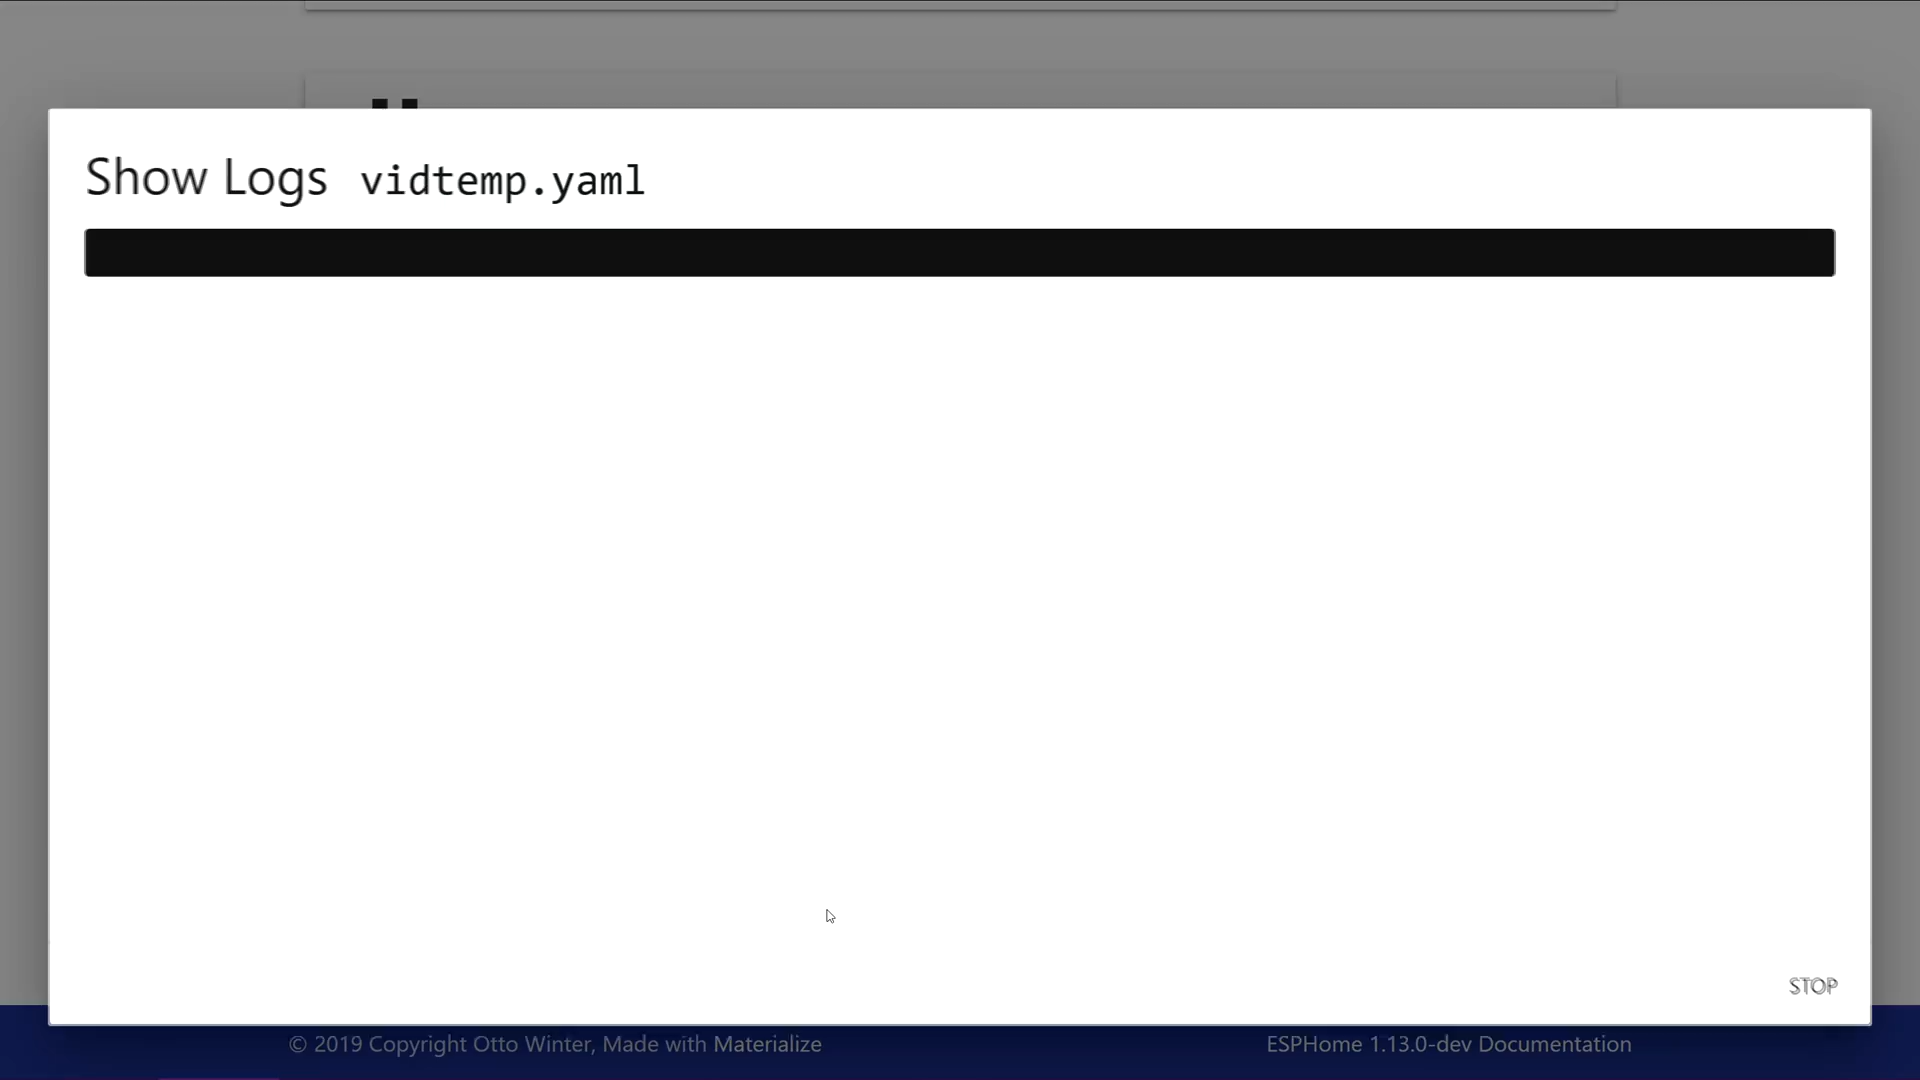 Show Logs vidtemp.yaml
STOP
© 2019 Copyright Otto Winter, Made with Materialize
ESPHome 1.13.0-dev Documentation